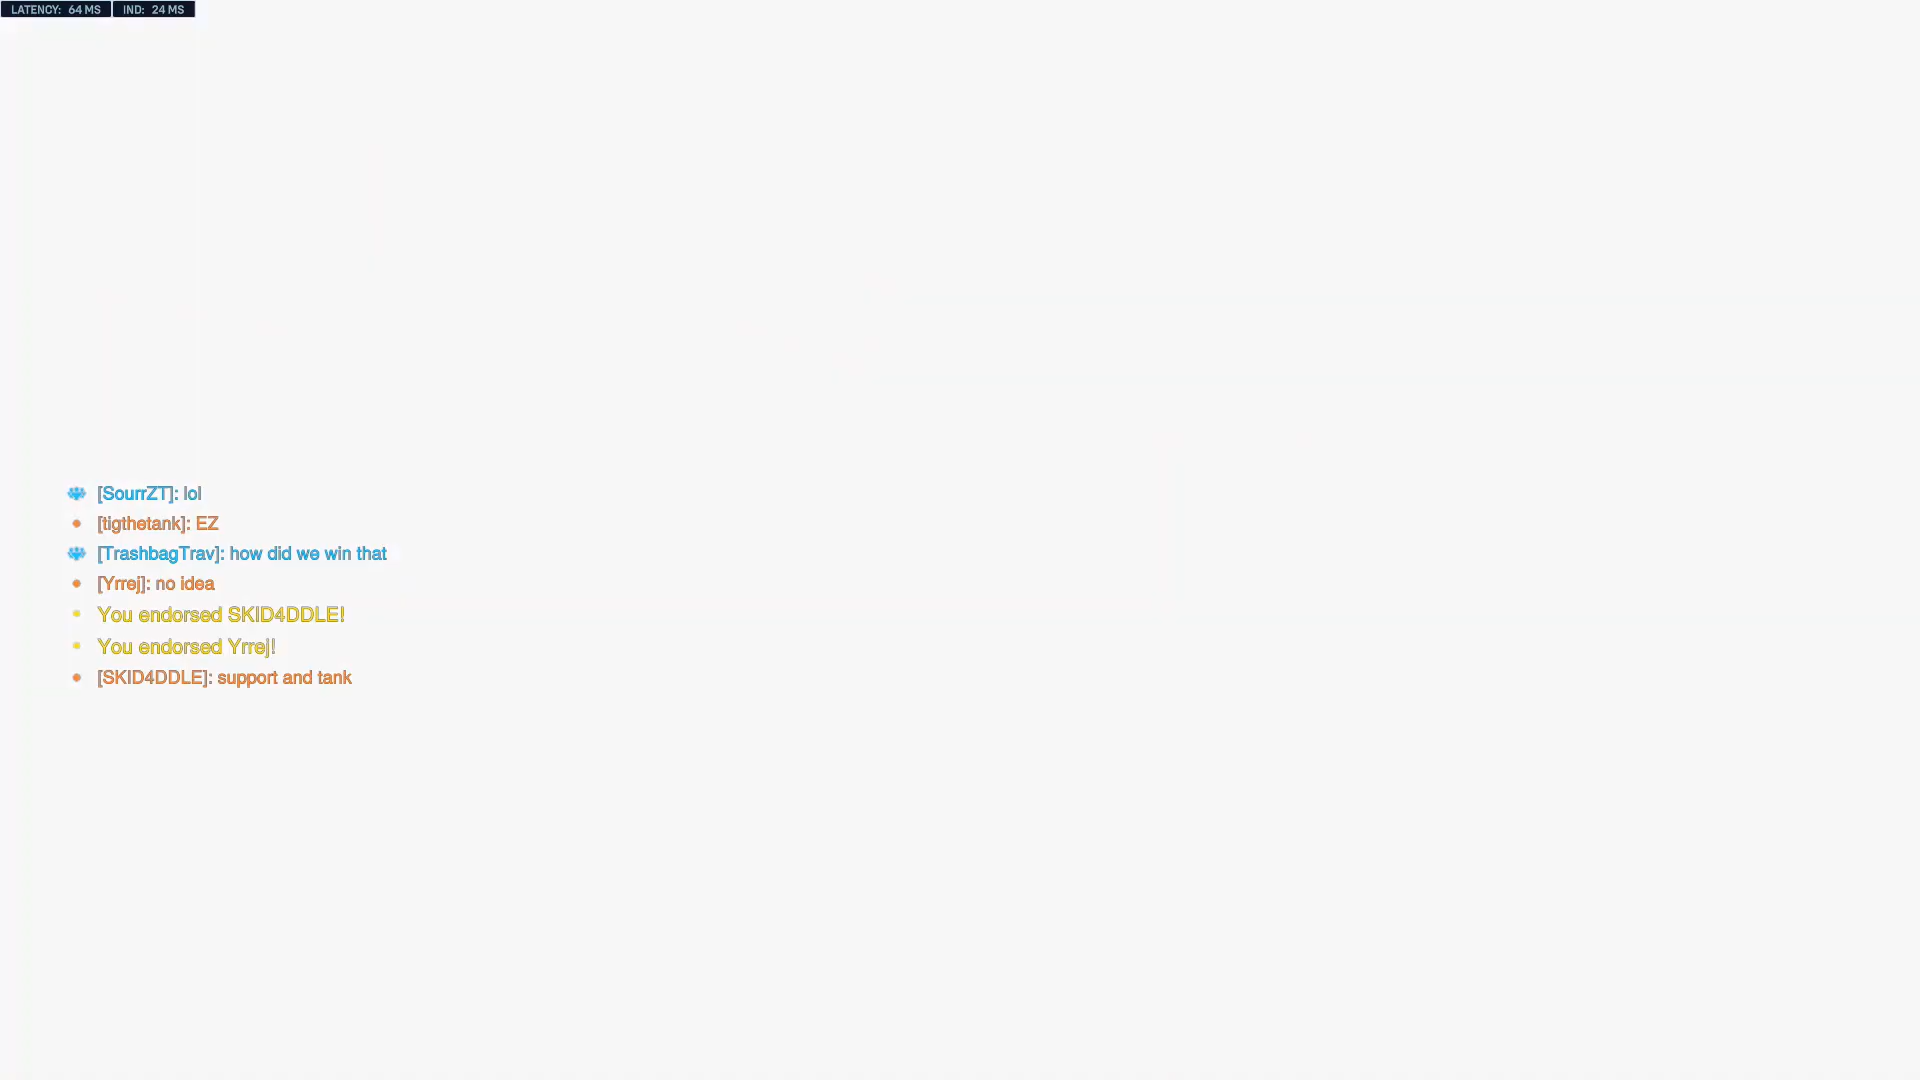 LATENCY: 64 MS IND: 24 MS
[SourrZT]: lol
[tigthetank]: EZ
[TrashbagTrav]: how did we win that
[Yrrej]: no idea
You endorsed SKID4DDLE!
You endorsed Yrrej!
[SKID4DDLE]: support and tank